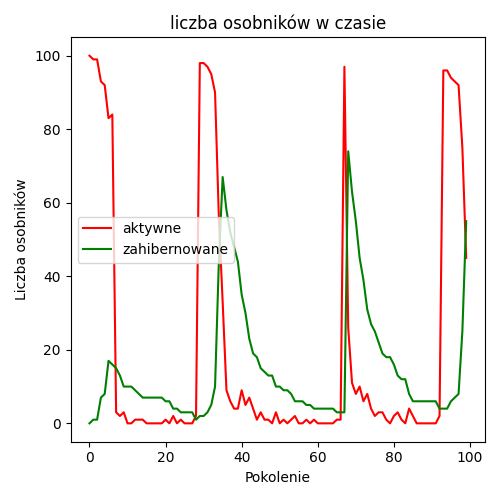 liczba osobników w czasie
Liczba osobników
100
80
60
40
20
0
aktywne
zahibernowane
0 20 40 60 80 100
Pokolenie